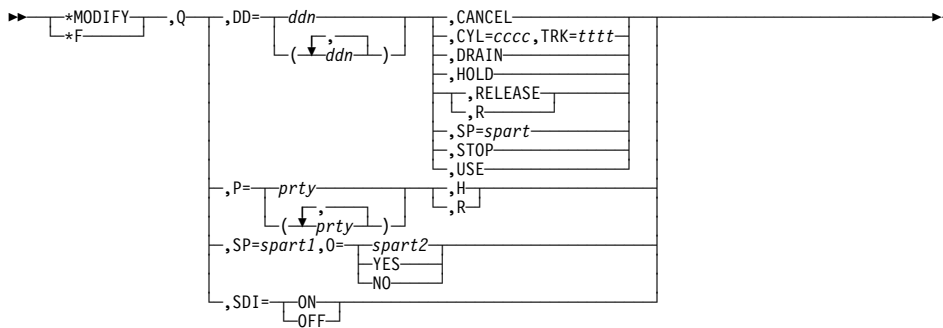 *MODIFY ,Q ,DD= ddn ,CANCEL
*F , ,CYL=cccc,TRK=tttt
( ddn ) ,DRAIN
,HOLD
,RELEASE
,R
,SP=spart
,STOP
,USE
,P= prty ,H
, ,R
( prty )
,SP=spart1,O= spart2
YES
NO
,SDI= ON
OFF